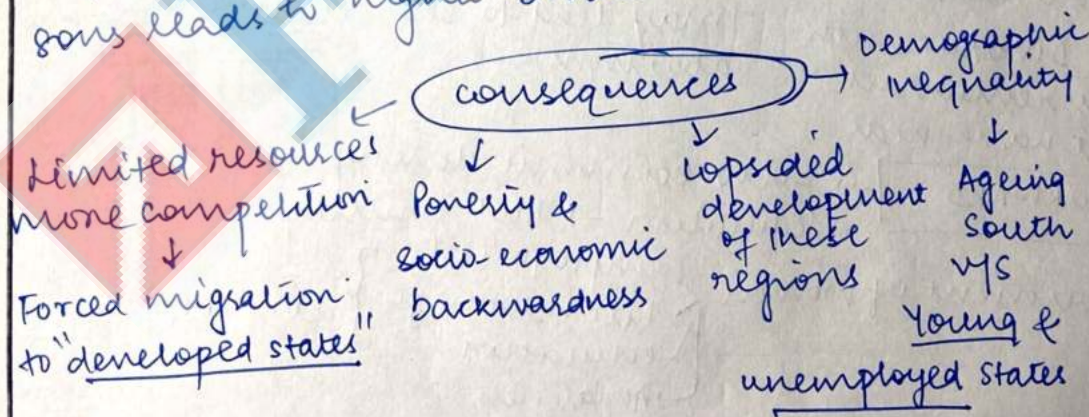 sons leads to higher
consequences → Demographic inequality
↓
Ageing South
v/s
Young &
unemployed states
Limited resources
more competition
↓
Forced migration
to "developed states"
Poverty &
socio-economic
backwardness
Lopsided
development
of these
regions